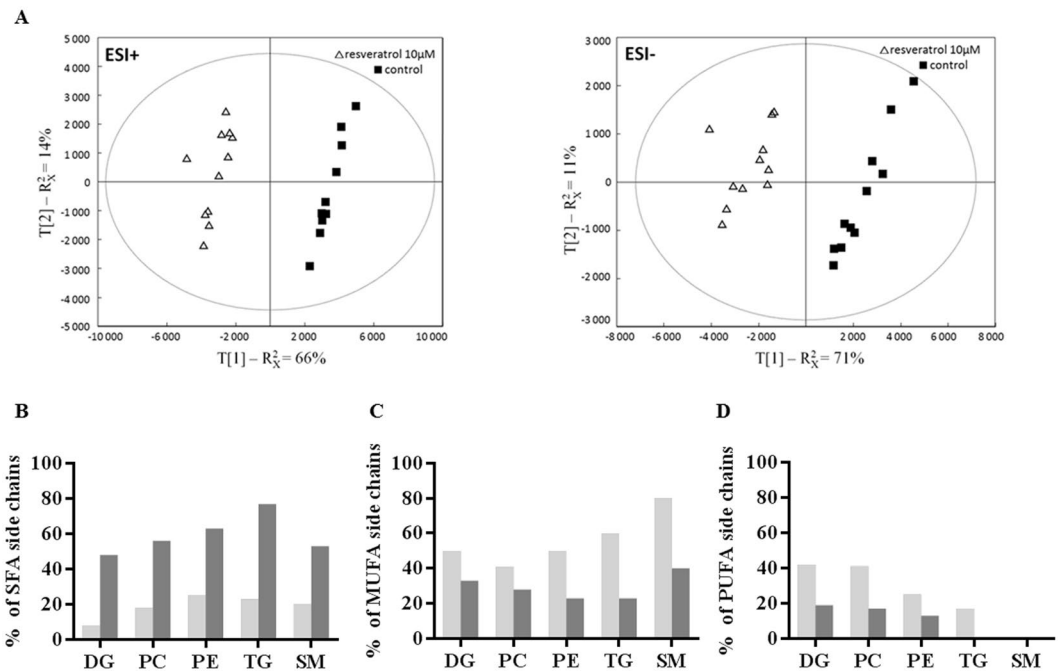 A
ESI+
△resveratrol 10µM
■ control
5 000
4 000
3 000
2 000
1 000
0
-1 000
-2 000
-3 000
-4 000
-5 000
T[2] – R²X = 14%
-10 000
-6 000
-2 000
2 000
6 000
10 000
T[1] – R²X = 66%
ESI-
△resveratrol 10µM
■ control
3 000
2 000
1 000
0
-1 000
-2 000
-3 000
T[2] – R²X = 11%
-8 000
-6 000
-4 000
-2 000
0
2 000
4 000
6 000
8 000
T[1] – R²X = 71%
B
% of SFA side chains
100
80
60
40
20
0
DG PC PE TG SM
C
% of MUFA side chains
100
80
60
40
20
0
DG PC PE TG SM
D
% of PUFA side chains
100
80
60
40
20
0
DG PC PE TG SM